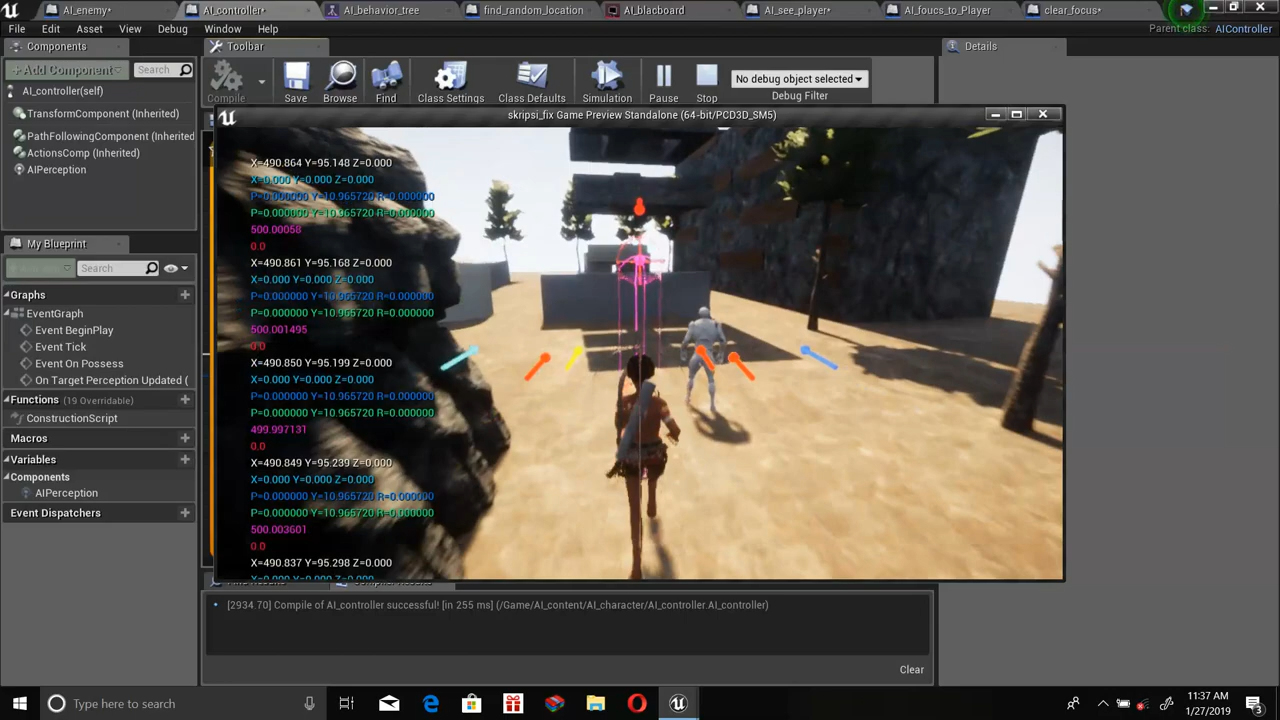 AI_enemy*
AI_controller*
AI_behavior_tree
find_random_location
AI_blacboard
AI_see_player*
AI_foucs_to_Player
clear_focus*
File Edit Asset View Debug Window Help
Parent class: AIController
Components
Toolbar
Details
+Add Component
Search
Compile
Save
Browse
Find
Class Settings
Class Defaults
Simulation
Pause
Stop
No debug object selected
Debug Filter
AI_controller(self)
TransformComponent (Inherited)
PathFollowingComponent (Inherited
ActionsComp (Inherited)
AIPerception
skripsi_fix Game Preview Standalone (64-bit/PCD3D_SM5)
X=490.864 Y=95.148 Z=0.000
X=0.000 Y=0.000 Z=0.000
P=0.000000 Y=10.965720 R=0.000000
P=0.000000 Y=10.965720 R=0.000000
500.00058
0.0
X=490.861 Y=95.168 Z=0.000
X=0.000 Y=0.000 Z=0.000
P=0.000000 Y=10.965720 R=0.000000
P=0.000000 Y=10.965720 R=0.000000
500.001495
0.0
X=490.850 Y=95.199 Z=0.000
X=0.000 Y=0.000 Z=0.000
P=0.000000 Y=10.965720 R=0.000000
P=0.000000 Y=10.965720 R=0.000000
499.997131
0.0
X=490.849 Y=95.239 Z=0.000
X=0.000 Y=0.000 Z=0.000
P=0.000000 Y=10.965720 R=0.000000
P=0.000000 Y=10.965720 R=0.000000
500.003601
0.0
X=490.837 Y=95.298 Z=0.000
X=0.000 Y=0.000 Z=0.000
My Blueprint
Search
Graphs
EventGraph
Event BeginPlay
Event Tick
Event On Possess
On Target Perception Updated (
Functions (19 Overridable)
ConstructionScript
Macros
Variables
Components
AIPerception
Event Dispatchers
[2934.70] Compile of AI_controller successful! [in 255 ms] (/Game/AI_content/AI_character/AI_controller.AI_controller)
Clear
Type here to search
11:37 AM
1/27/2019
3